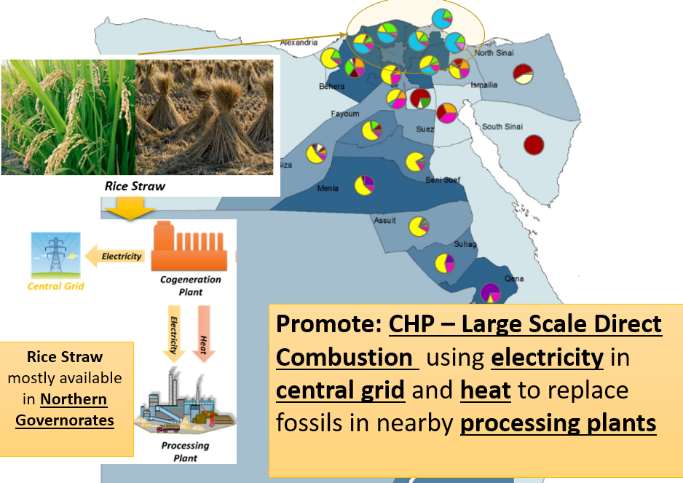 Alexandria
North Sinai
Behera
Ismailia
Fayoum
Suez
South Sinai
iza
Rice Straw
Menia
Beni Suef
Assuit
Suhag
Qena
Electricity
Central Grid
Cogeneration
Plant
Electricity
Heat
Processing
Plant
Rice Straw
mostly available
in Northern
Governorates
Promote: CHP – Large Scale Direct
Combustion using electricity in
central grid and heat to replace
fossils in nearby processing plants